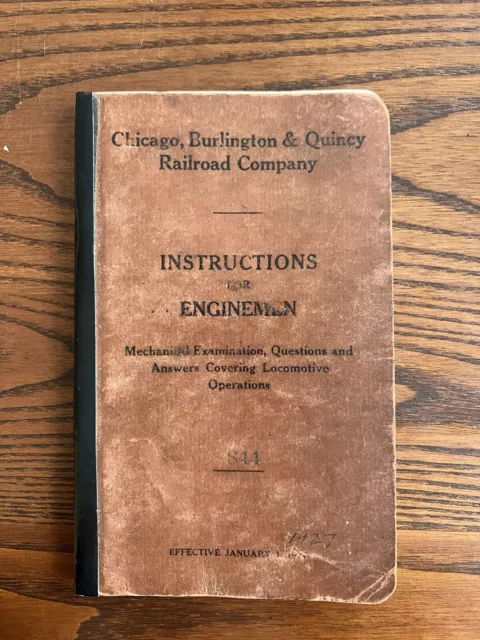 Chicago, Burlington & Quincy
Railroad Company
INSTRUCTIONS
FOR
ENGINEMEN
Mechanical Examination, Questions and
Answers Covering Locomotive
Operations
844
1927
EFFECTIVE JANUARY 1,